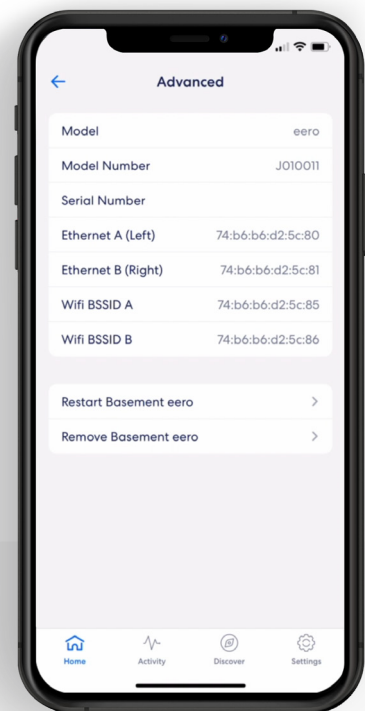 Advanced
Model eero
Model Number J010011
Serial Number
Ethernet A (Left) 74:b6:b6:d2:5c:80
Ethernet B (Right) 74:b6:b6:d2:5c:81
Wifi BSSID A 74:b6:b6:d2:5c:85
Wifi BSSID B 74:b6:b6:d2:5c:86
Restart Basement eero
Remove Basement eero
Home Activity Discover Settings